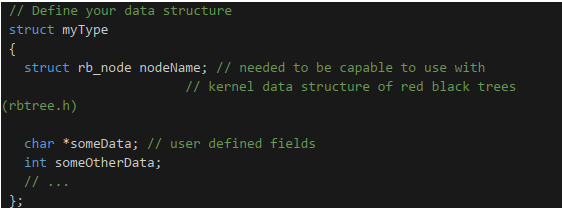 // Define your data structure
struct myType
{
  struct rb_node nodeName; // needed to be capable to use with
                        // kernel data structure of red black trees
(rbtree.h)

  char *someData; // user defined fields
  int someOtherData;
  // ...
};